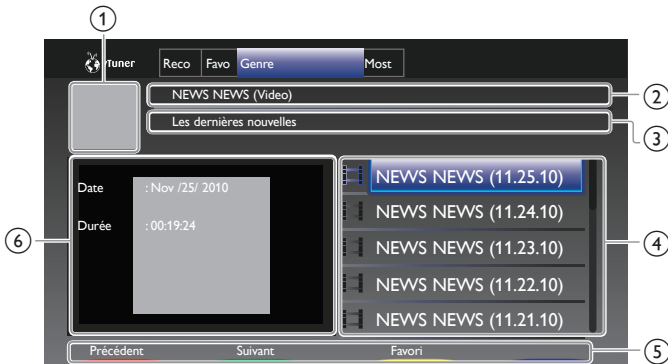 1
vTuner Reco Favo Genre Most
NEWS NEWS (Video)
2
Les dernières nouvelles
3
Date : Nov /25/ 2010
Durée : 00:19:24
6
NEWS NEWS (11.25.10)
NEWS NEWS (11.24.10)
NEWS NEWS (11.23.10)
NEWS NEWS (11.22.10)
NEWS NEWS (11.21.10)
4
Précédent Suivant Favori
5